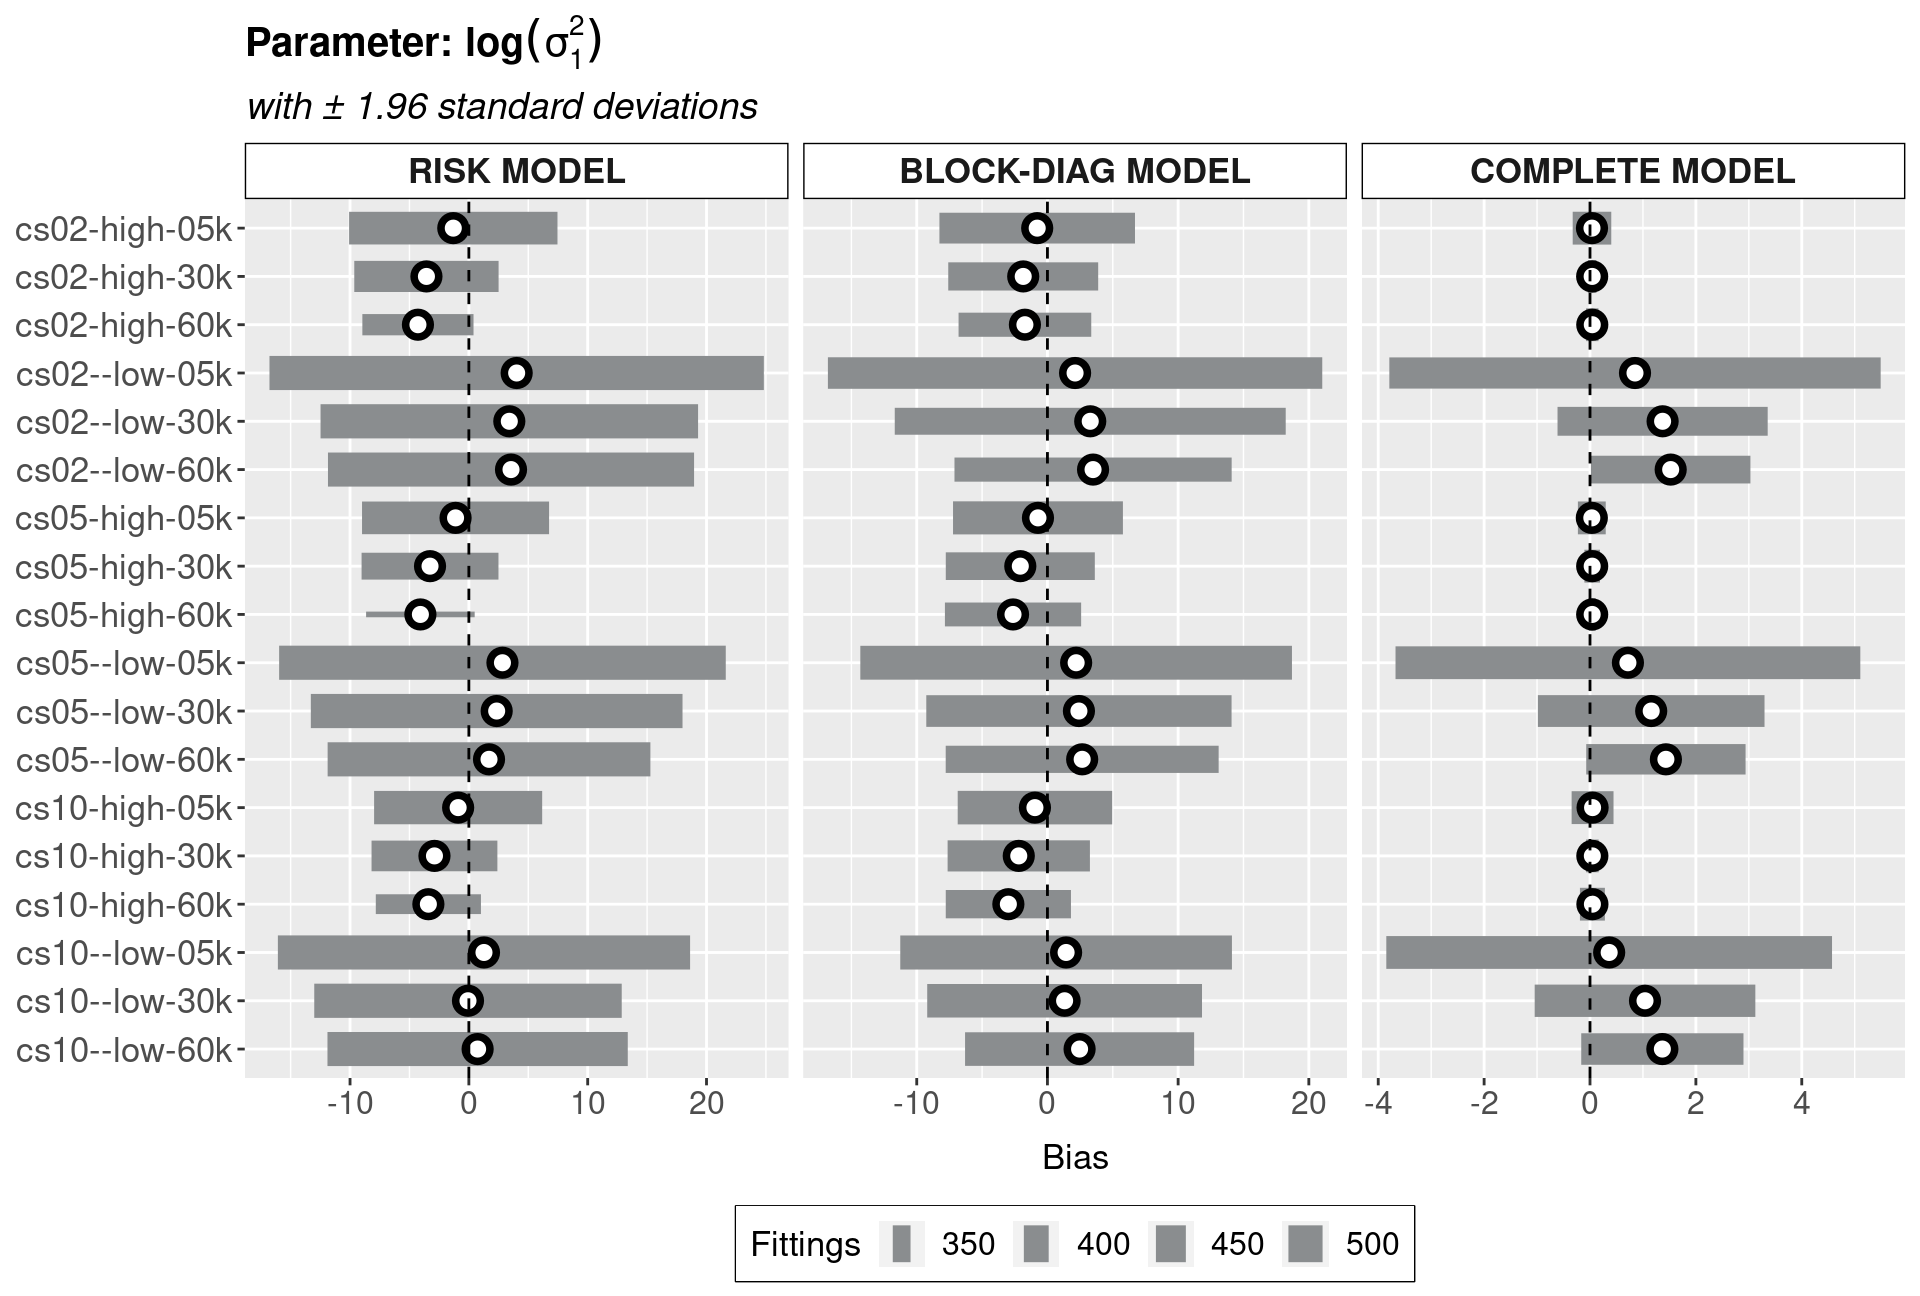 Parameter: log(σ₁²)
with ± 1.96 standard deviations
RISK MODEL
BLOCK-DIAG MODEL
COMPLETE MODEL
cs02-high-05k
cs02-high-30k
cs02-high-60k
cs02--low-05k
cs02--low-30k
cs02--low-60k
cs05-high-05k
cs05-high-30k
cs05-high-60k
cs05--low-05k
cs05--low-30k
cs05--low-60k
cs10-high-05k
cs10-high-30k
cs10-high-60k
cs10--low-05k
cs10--low-30k
cs10--low-60k
-10 0 10 20
-10 0 10 20
-4 -2 0 2 4
Bias
Fittings 350 400 450 500